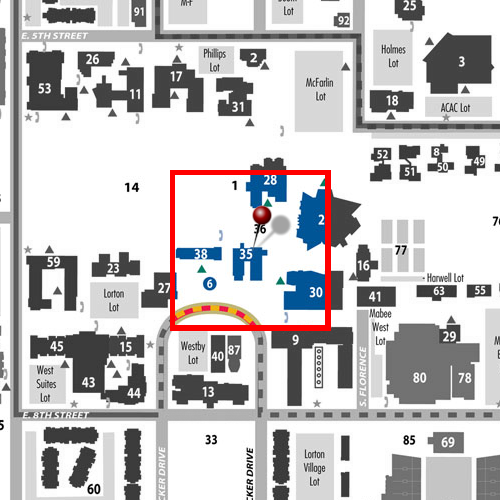 M-F
Lot
91
92
25
E. 5TH STREET
Phillips
Lot
Holmes
Lot
26
2
3
53
17
11
31
McFarlin
Lot
18
ACAC Lot
52
8
49
51
50
28
14
1
2
36
77
38
35
59
23
16
6
Harwell Lot
27
30
41
63
55
Lorton
Lot
Mabee
West
Lot
29
9
45
15
Westby
Lot
40
87
West
Suites
Lot
43
44
13
80
78
S. FLORENCE
E. 8TH STREET
33
85
69
Lorton
Village
Lot
60
CKER DRIVE
CKER DRIVE